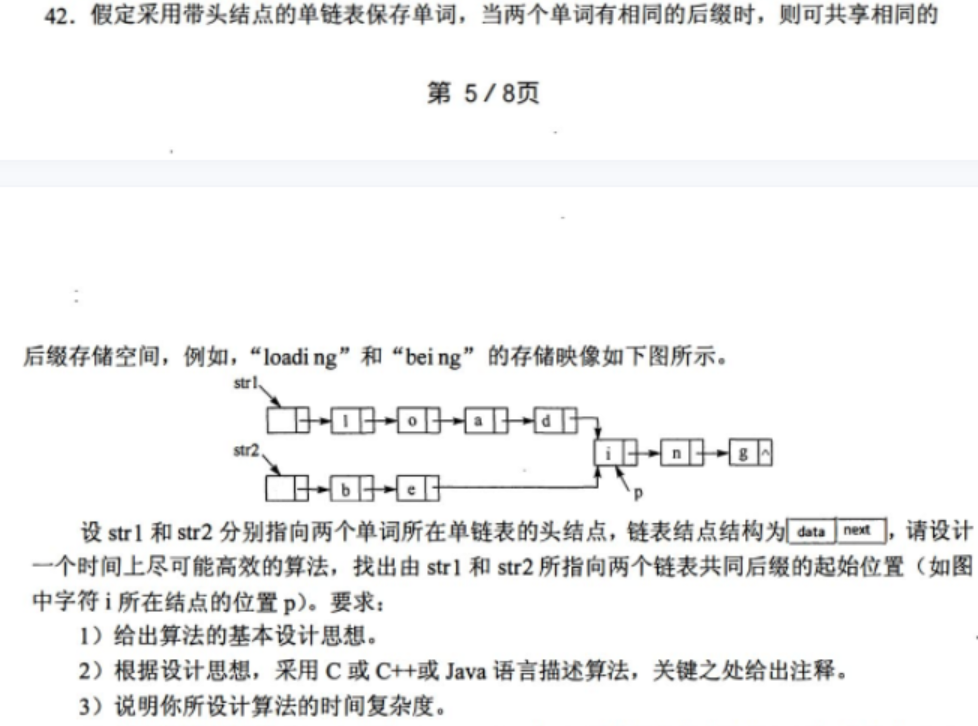 42．假定采用带头结点的单链表保存单词，当两个单词有相同的后缀时，则可共享相同的
第 5 / 8页
后缀存储空间，例如，“loadi ng”和“bei ng”的存储映像如下图所示。
str1
l o a d
i n g ^
str2
b e
p
设 str1 和 str2 分别指向两个单词所在单链表的头结点，链表结点结构为 data next ，请设计
一个时间上尽可能高效的算法，找出由 str1 和 str2 所指向两个链表共同后缀的起始位置（如图
中字符 i 所在结点的位置 p）。要求：
1）给出算法的基本设计思想。
2）根据设计思想，采用 C 或 C++或 Java 语言描述算法，关键之处给出注释。
3）说明你所设计算法的时间复杂度。